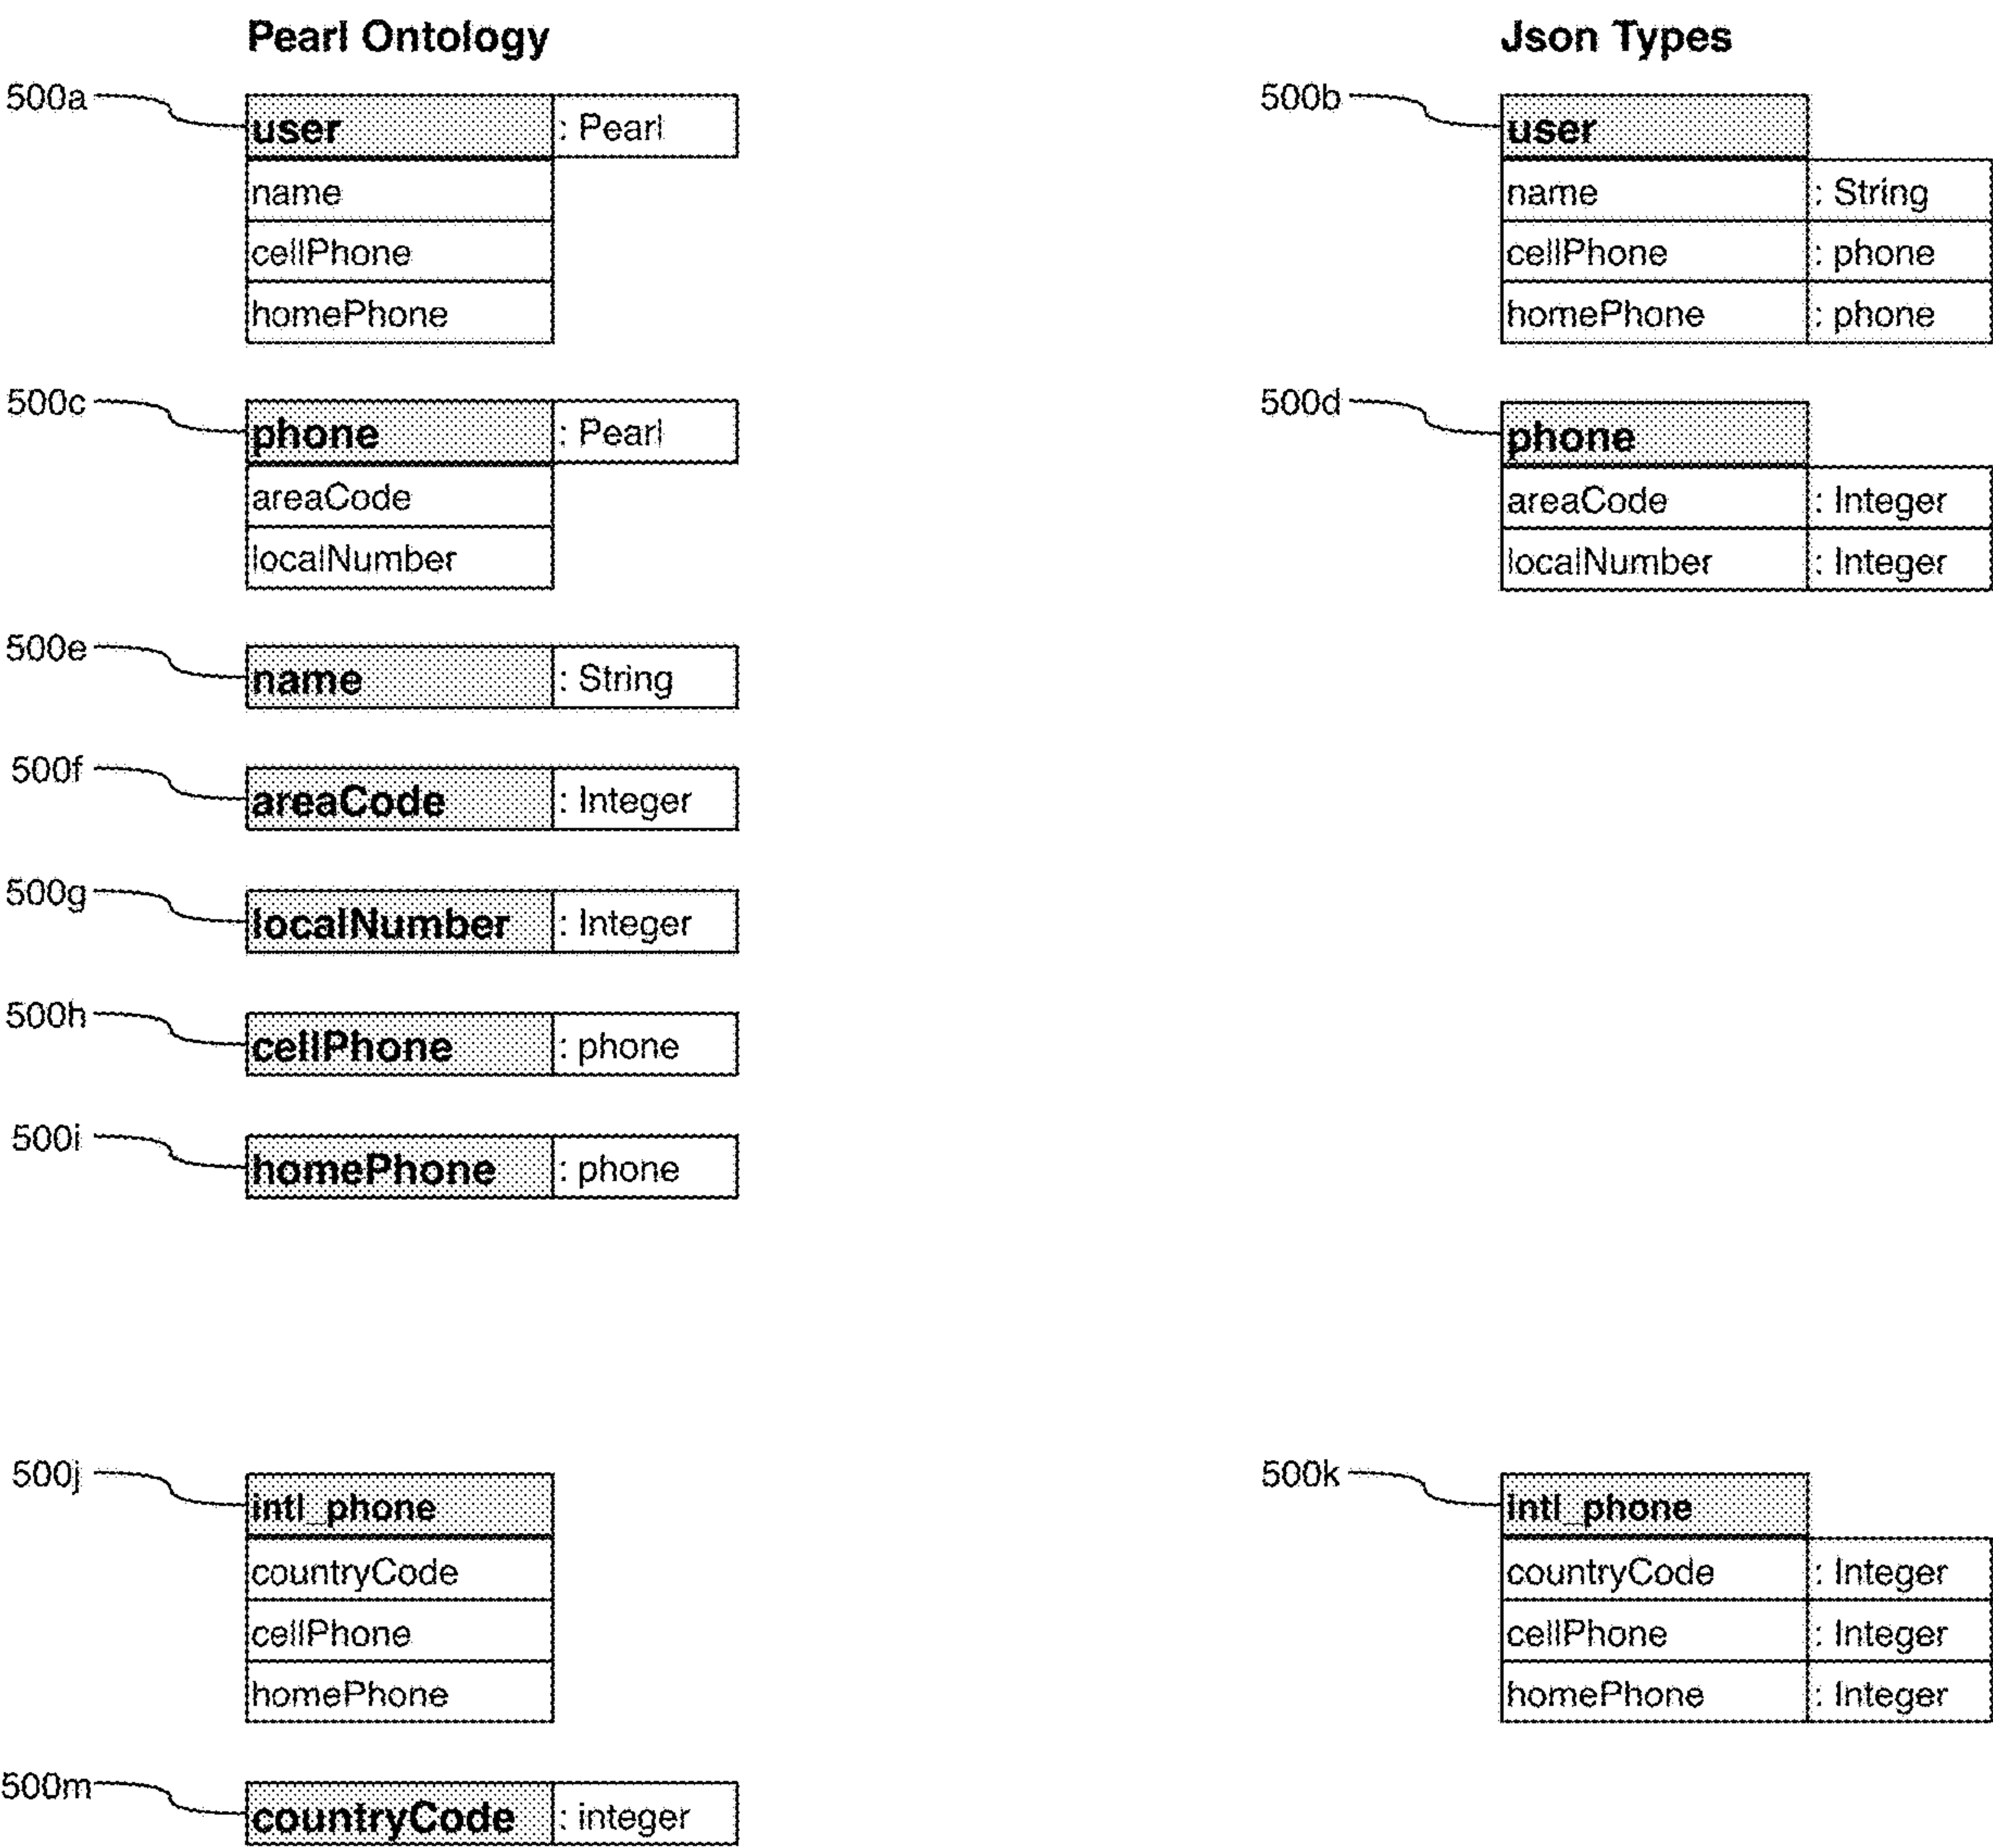 Pearl Ontology
Json Types
500a
user : Pearl
name
cellPhone
homePhone
500b
user
name : String
cellPhone : phone
homePhone : phone
500c
phone : Pearl
areaCode
localNumber
500d
phone
areaCode : Integer
localNumber : Integer
500e
name : String
500f
areaCode : Integer
500g
localNumber : Integer
500h
cellPhone : phone
500i
homePhone : phone
500j
intl_phone
countryCode
cellPhone
homePhone
500k
intl_phone
countryCode : Integer
cellPhone : Integer
homePhone : Integer
500m
countryCode : integer